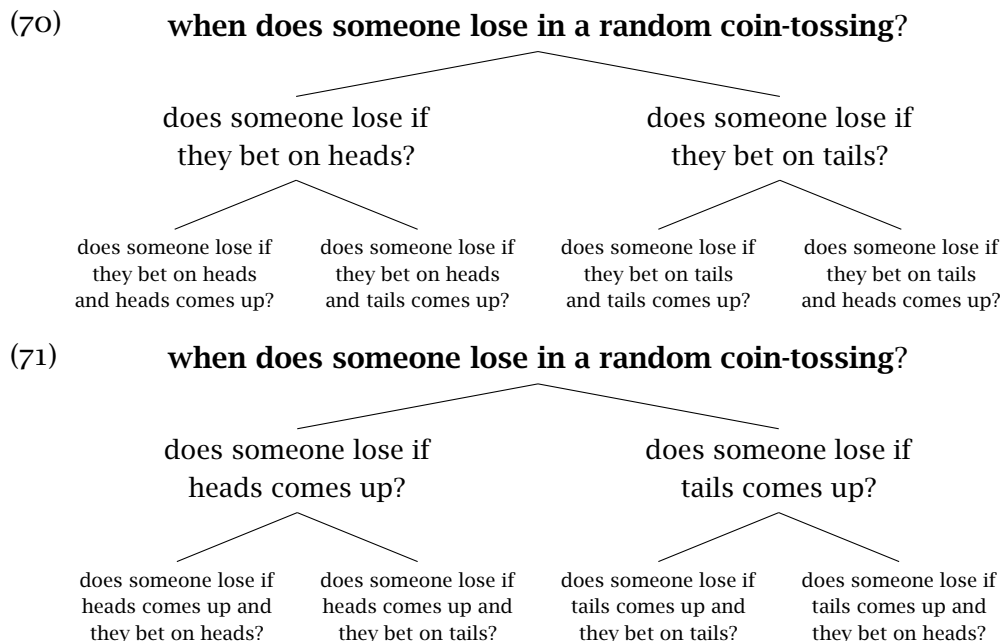 (70) when does someone lose in a random coin-tossing?
does someone lose if does someone lose if
they bet on heads? they bet on tails?
does someone lose if does someone lose if does someone lose if does someone lose if
they bet on heads they bet on heads they bet on tails they bet on tails
and heads comes up? and tails comes up? and tails comes up? and heads comes up?
(71) when does someone lose in a random coin-tossing?
does someone lose if does someone lose if
heads comes up? tails comes up?
does someone lose if does someone lose if does someone lose if does someone lose if
heads comes up and heads comes up and tails comes up and tails comes up and
they bet on heads? they bet on tails? they bet on tails? they bet on heads?